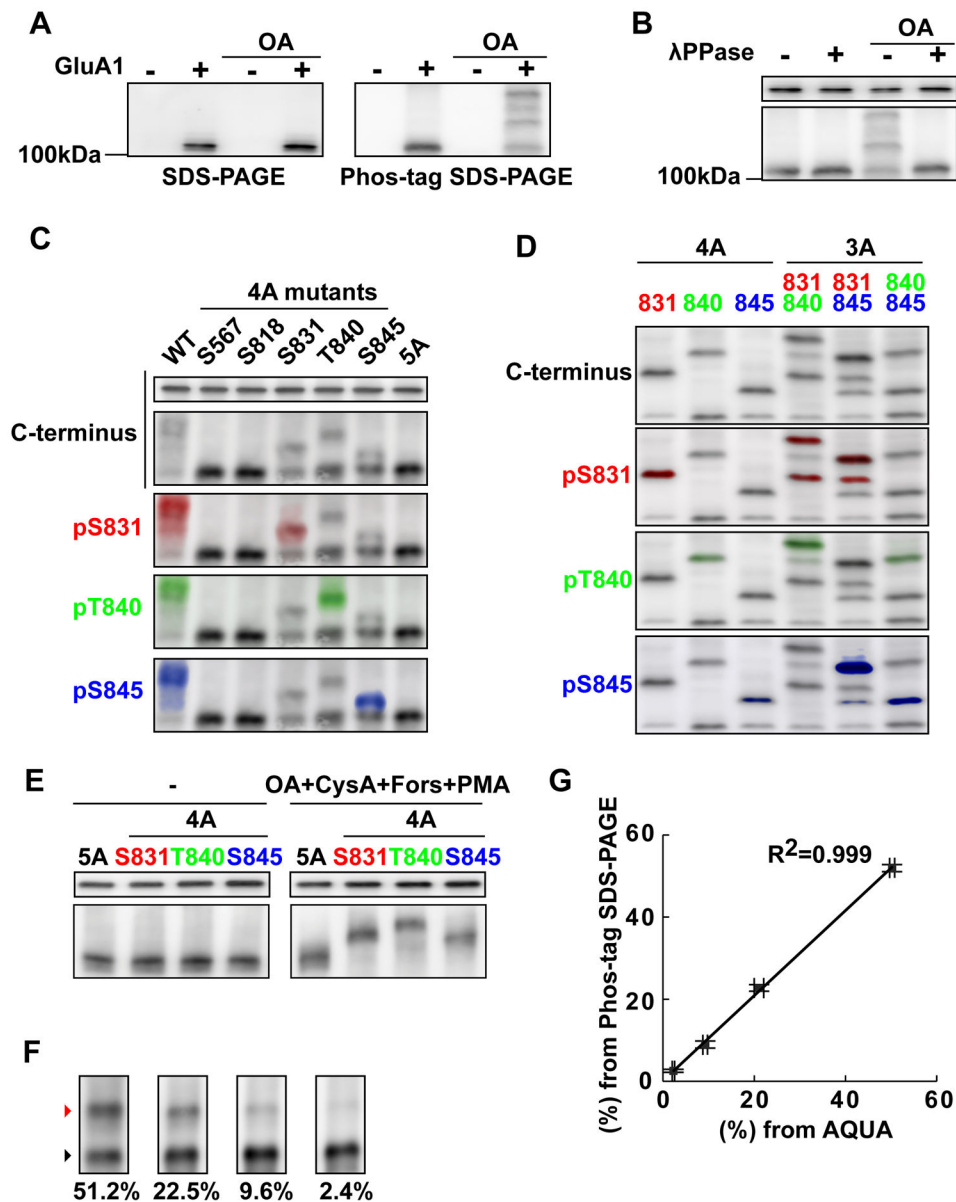 A
OA
GluA1 - + - +
OA
- + - +
100kDa
SDS-PAGE
Phos-tag SDS-PAGE
B
OA
λPPase - + - +
100kDa
C
4A mutants
WT S567 S818 S831 T840 S845 5A
C-terminus
pS831
pT840
pS845
D
4A 3A
831 831 840
831 840 845 840 845 845
C-terminus
pS831
pT840
pS845
E
- OA+CysA+Fors+PMA
4A 4A
5A S831 T840 S845 5A S831 T840 S845
F
51.2% 22.5% 9.6% 2.4%
G
(%) from Phos-tag SDS-PAGE
60
40
20
0
R2=0.999
0 20 40 60
(%) from AQUA